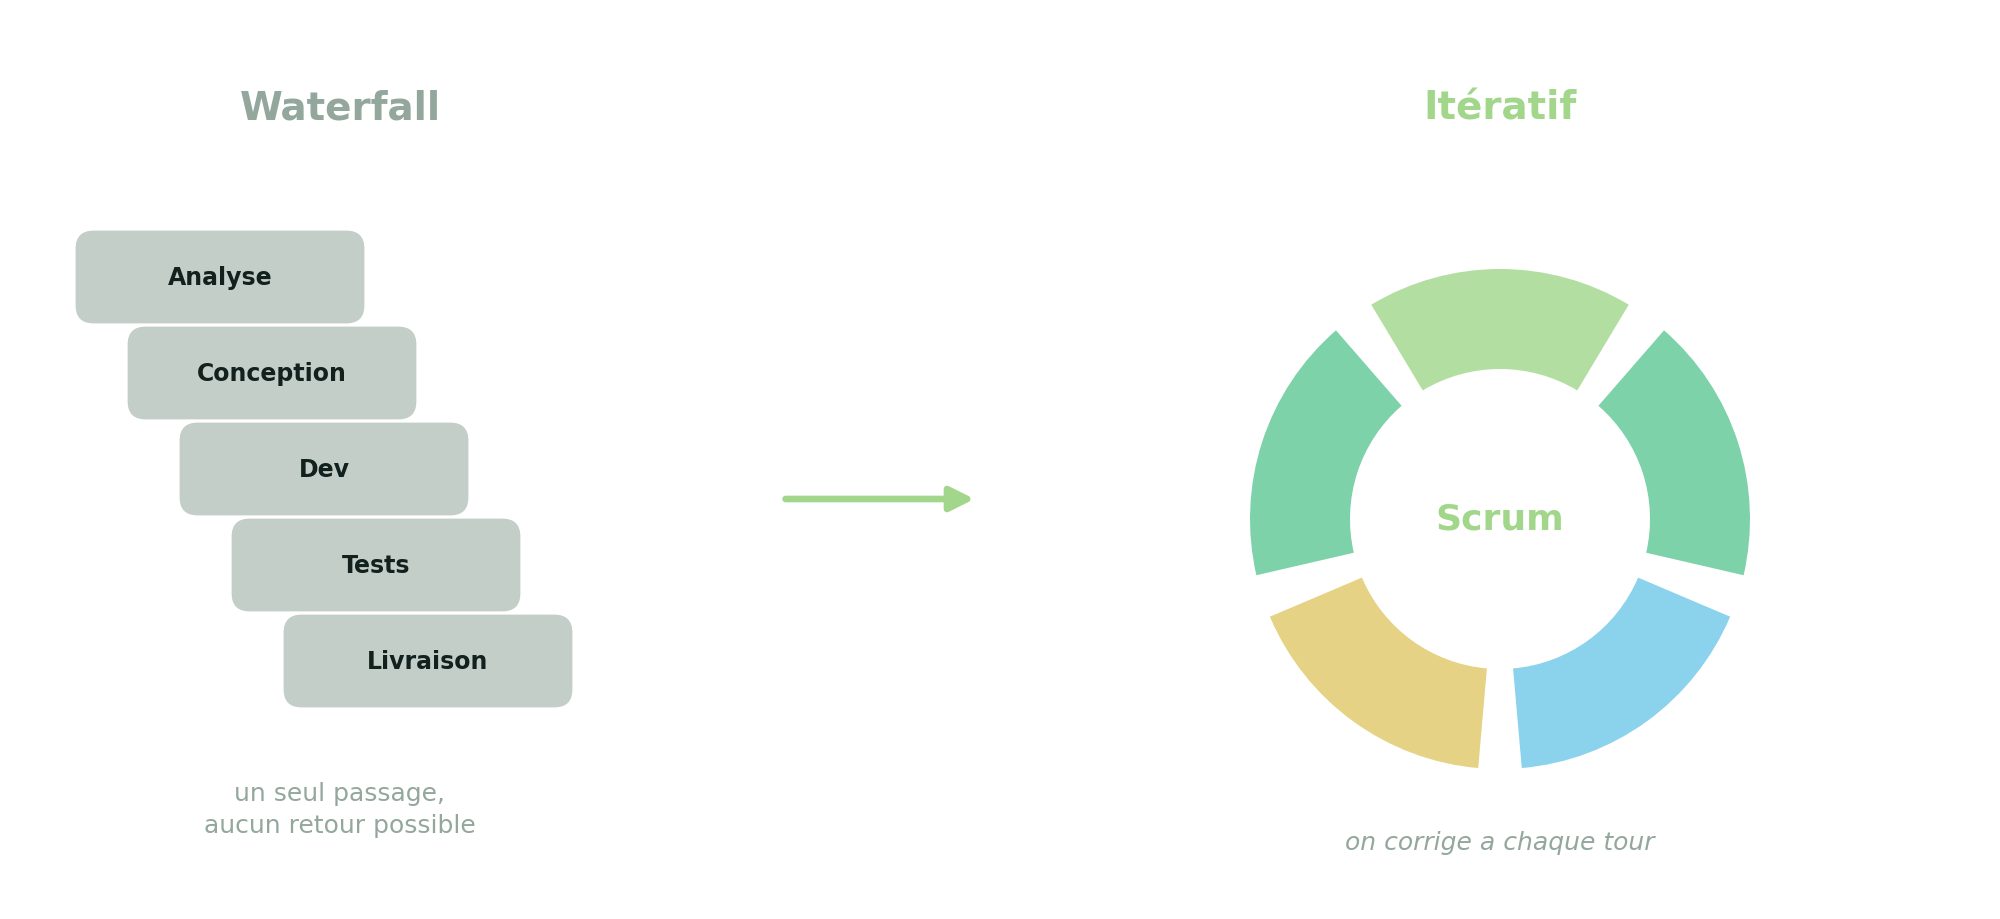 Waterfall
Analyse
Conception
Dev
Tests
Livraison
un seul passage,
aucun retour possible
Itératif
Scrum
on corrige a chaque tour